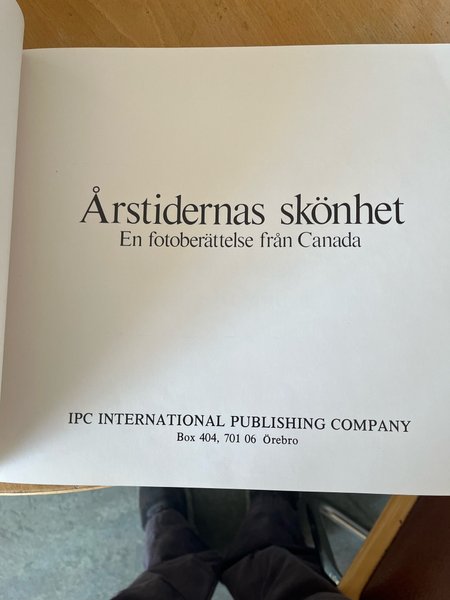 Årstidernas skönhet
En fotoberättelse från Canada
IPC INTERNATIONAL PUBLISHING COMPANY
Box 404, 701 06 Örebro